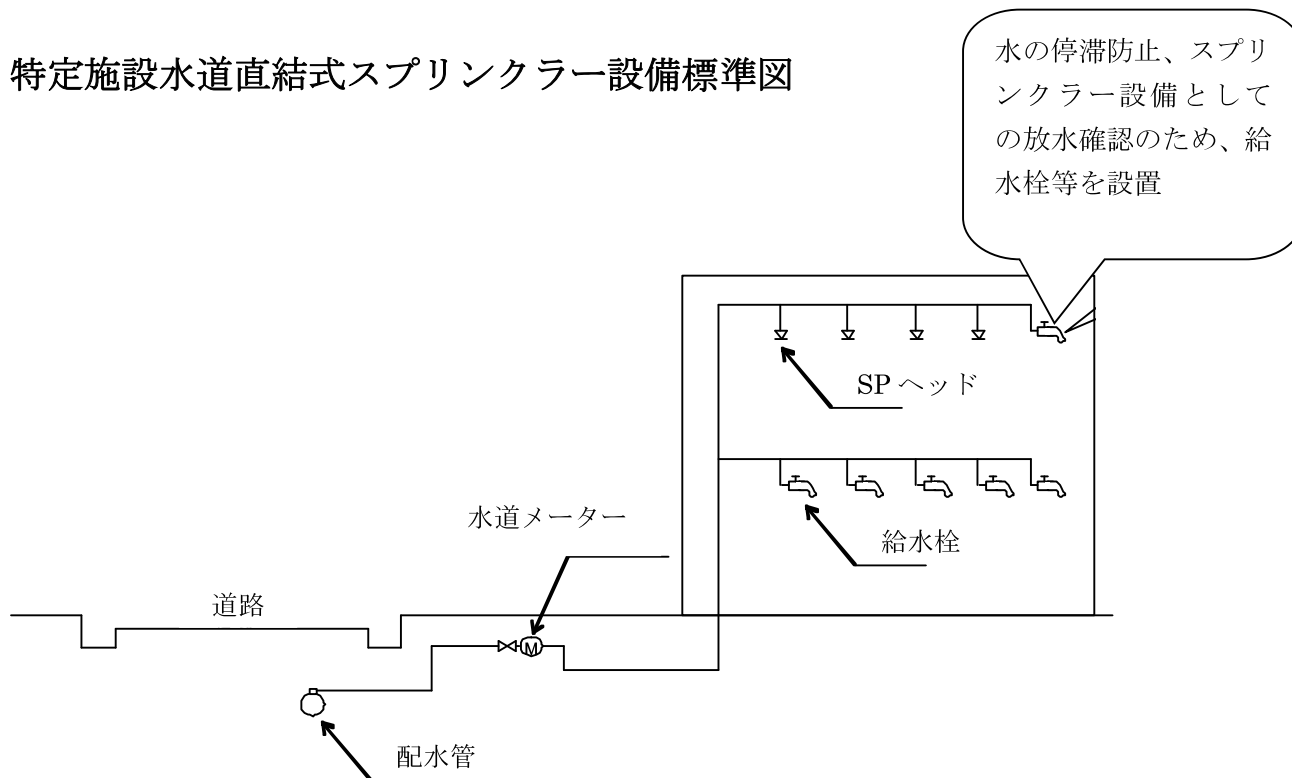 特定施設水道直結式スプリンクラー設備標準図
水の停滞防止、スプリ
ンクラー設備として
の放水確認のため、給
水栓等を設置
SP ヘッド
水道メーター
給水栓
道路
M
配水管